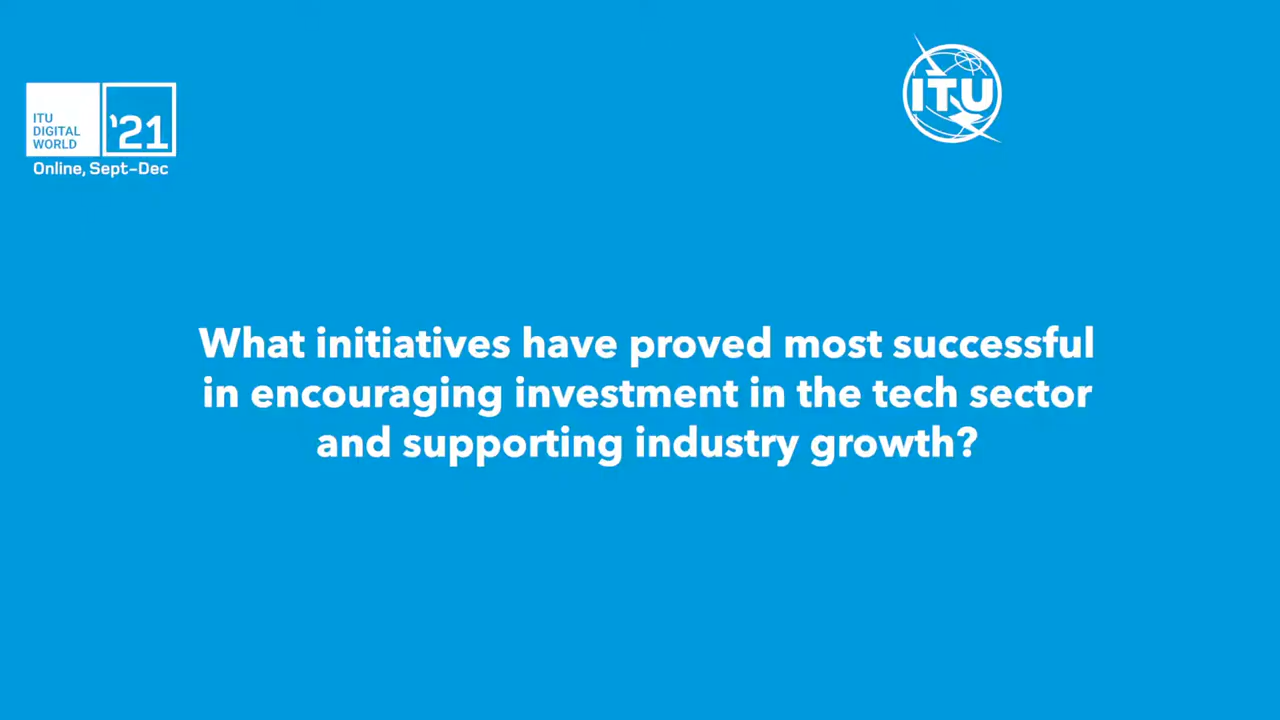 ITU
DIGITAL
WORLD
'21
Online, Sept-Dec
ITU
What initiatives have proved most successful
in encouraging investment in the tech sector
and supporting industry growth?